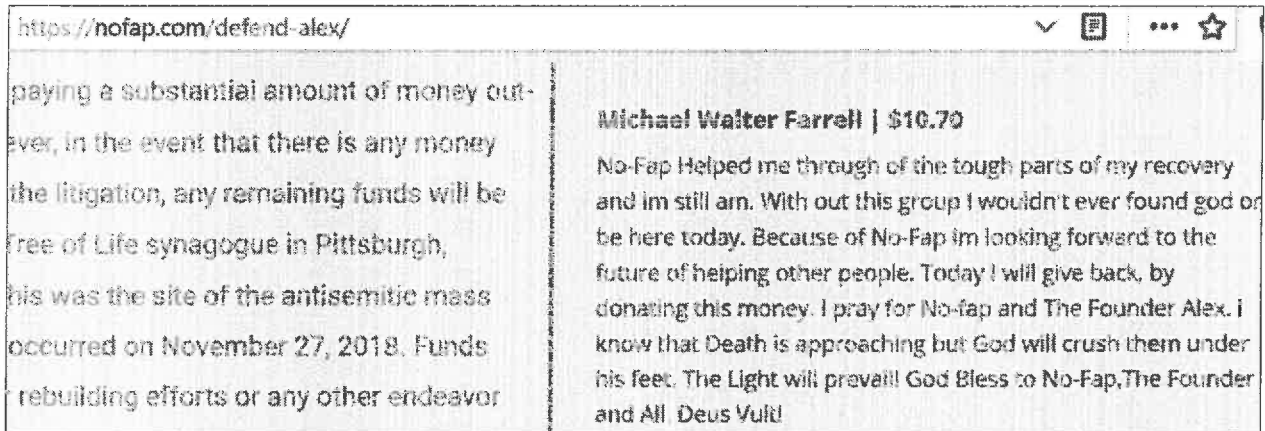 https://nofap.com/defend-alex/
paying a substantial amount of money out-
ever, in the event that there is any money
the litigation, any remaining funds will be
Tree of Life synagogue in Pittsburgh,
his was the site of the antisemitic mass
occurred on November 27, 2018. Funds
rebuilding efforts or any other endeavor
Michael Walter Farrell | $10.70
No-Fap Helped me through of the tough parts of my recovery
and im still am. With out this group I wouldn't ever found god or
be here today. Because of No-Fap im looking forward to the
future of helping other people. Today I will give back, by
donating this money. I pray for No-fap and The Founder Alex. i
know that Death is approaching but God will crush them under
his feet. The Light will prevail! God Bless to No-Fap,The Founder
and All. Deus Vult!